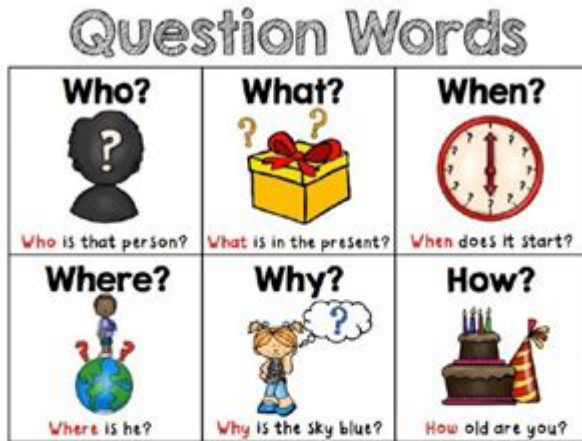 Question Words
Who?
What?
When?
Who is that person?
What is in the present?
When does it start?
Where?
Why?
How?
Where is he?
Why is the sky blue?
How old are you?